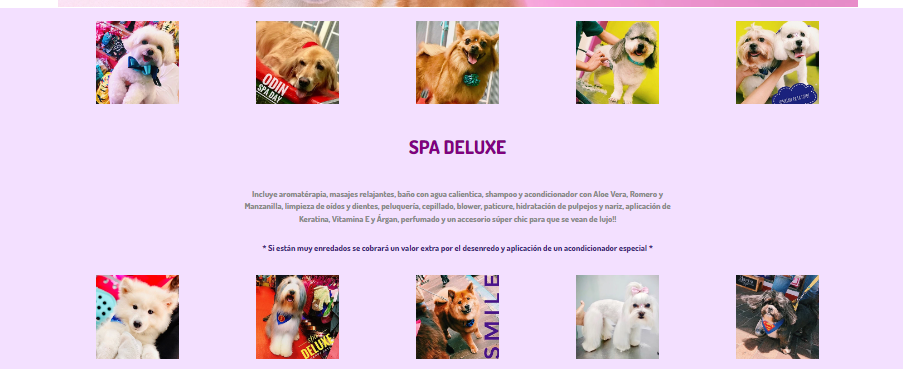 ODIN
SPA DAY
SPA DELUXE
Incluye aromatérapia, masajes relajantes, baño con agua calientica, shampoo y acondicionador con Aloe Vera, Romero y
Manzanilla, limpieza de oídos y dientes, peluquería, cepillado, blower, paticure, hidratación de pulpejos y nariz, aplicación de
Keratina, Vitamina E y Árgan, perfumado y un accesorio súper chic para que se vean de lujo!!
* Si están muy enredados se cobrará un valor extra por el desenredo y aplicación de un acondicionador especial *
DELUXE
SMILE